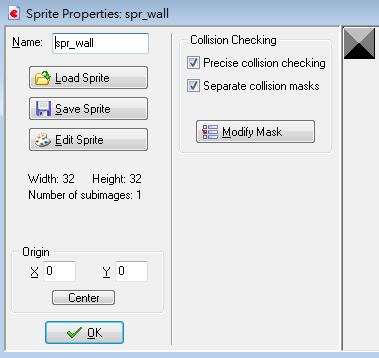 Sprite Properties: spr_wall
Name: spr_wall
Load Sprite
Save Sprite
Edit Sprite
Width: 32 Height: 32
Number of subimages: 1
Origin
X 0 Y 0
Center
OK
Collision Checking
Precise collision checking
Separate collision masks
Modify Mask